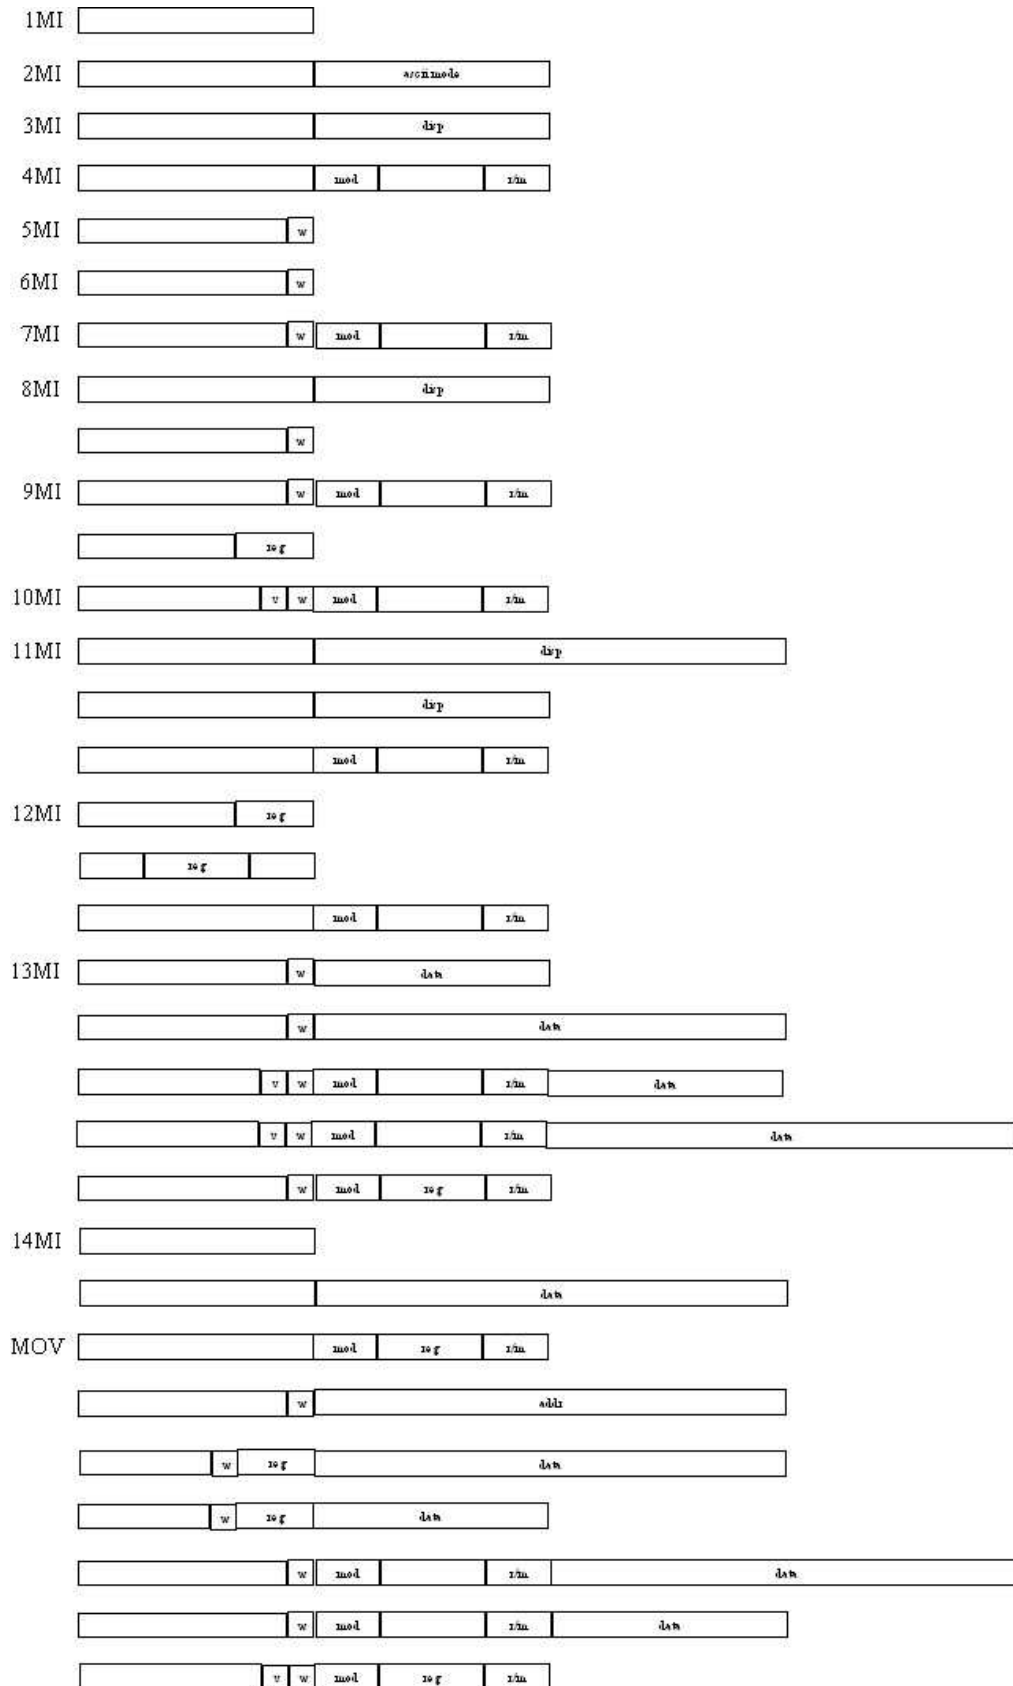 1MI
2MI ascii mode
3MI disp
4MI mod r/m
5MI w
6MI w
7MI w mod r/m
8MI disp
w
9MI w mod r/m
reg
10MI v w mod r/m
11MI disp
disp
mod r/m
12MI reg
reg
mod r/m
13MI w data
w data
v w mod r/m data
v w mod r/m data
w mod reg r/m
14MI
data
MOV mod reg r/m
w addr
w reg data
w reg data
w mod r/m data
w mod r/m data
v w mod reg r/m